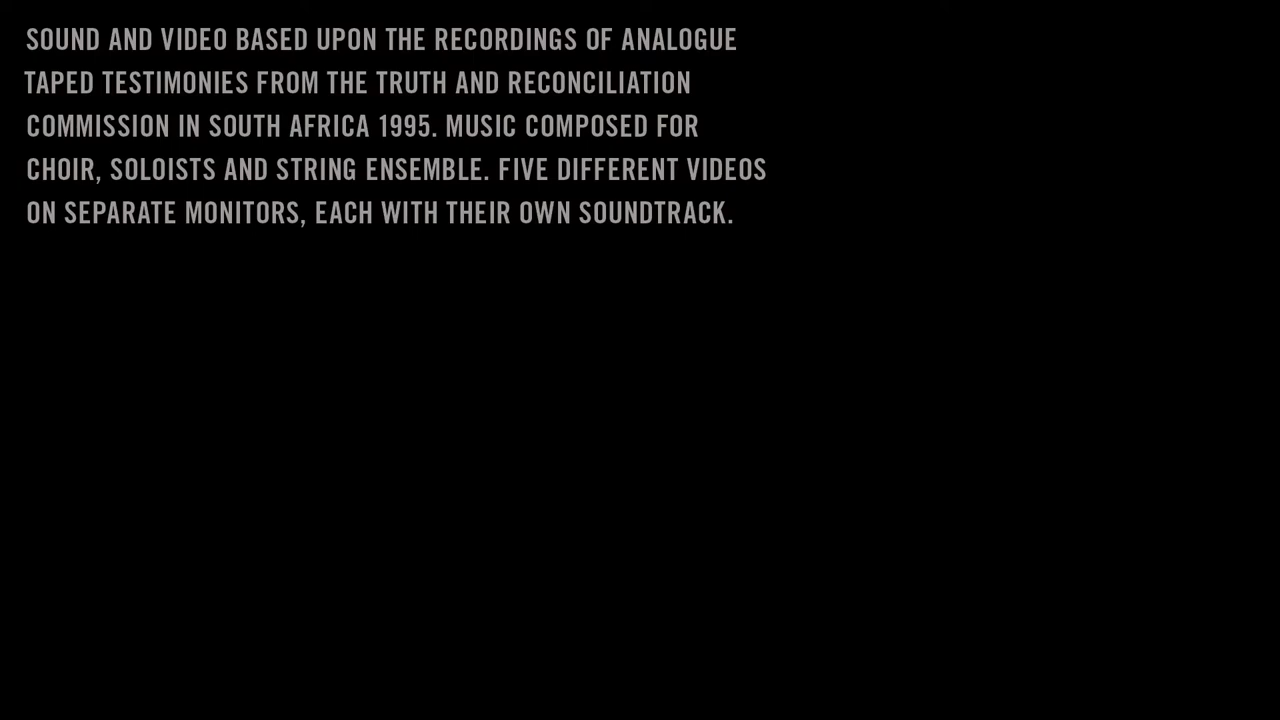 SOUND AND VIDEO BASED UPON THE RECORDINGS OF ANALOGUE
TAPED TESTIMONIES FROM THE TRUTH AND RECONCILIATION
COMMISSION IN SOUTH AFRICA 1995. MUSIC COMPOSED FOR
CHOIR, SOLOISTS AND STRING ENSEMBLE. FIVE DIFFERENT VIDEOS
ON SEPARATE MONITORS, EACH WITH THEIR OWN SOUNDTRACK.